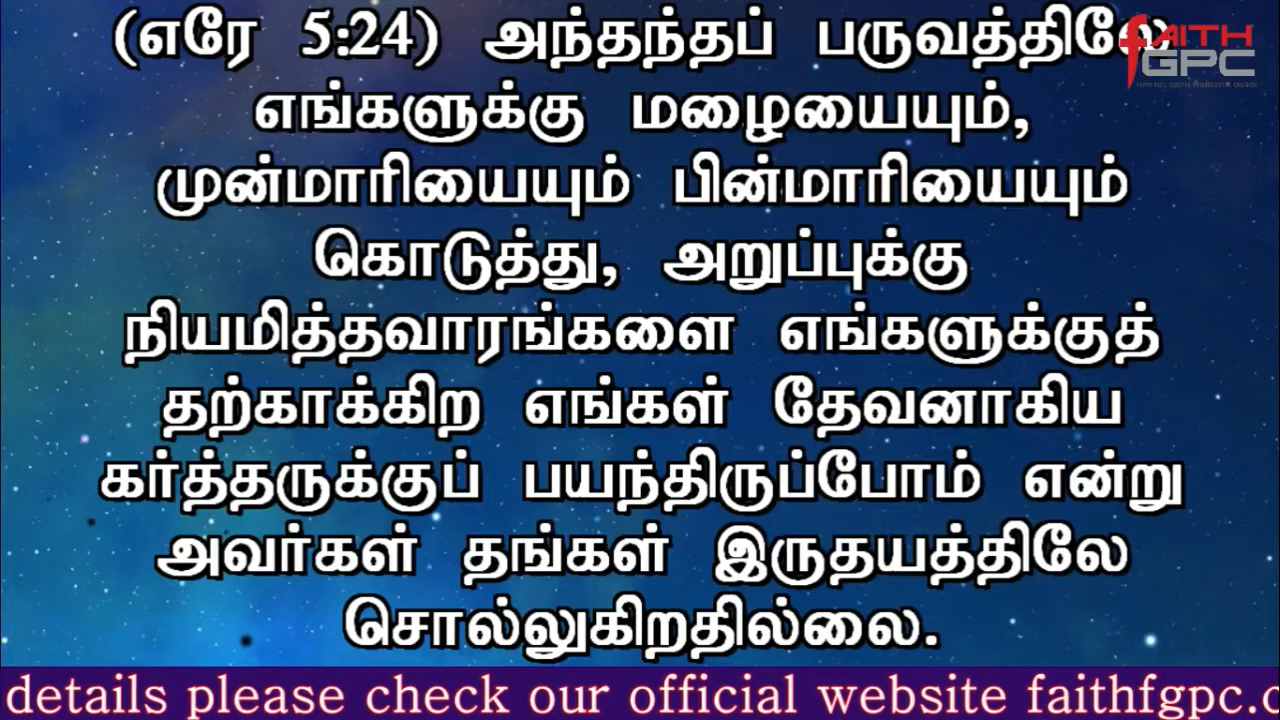 (எரே 5:24) அந்தந்தப் பருவத்திலே
எங்களுக்கு மழையையும்,
முன்மாரியையும் பின்மாரியையும்
கொடுத்து, அறுப்புக்கு
நியமித்தவாரங்களை எங்களுக்குத்
தற்காக்கிற எங்கள் தேவனாகிய
கர்த்தருக்குப் பயந்திருப்போம் என்று
அவர்கள் தங்கள் இருதயத்திலே
சொல்லுகிறதில்லை.
FAITH
GPC
details please check our official website faithfgpc.c